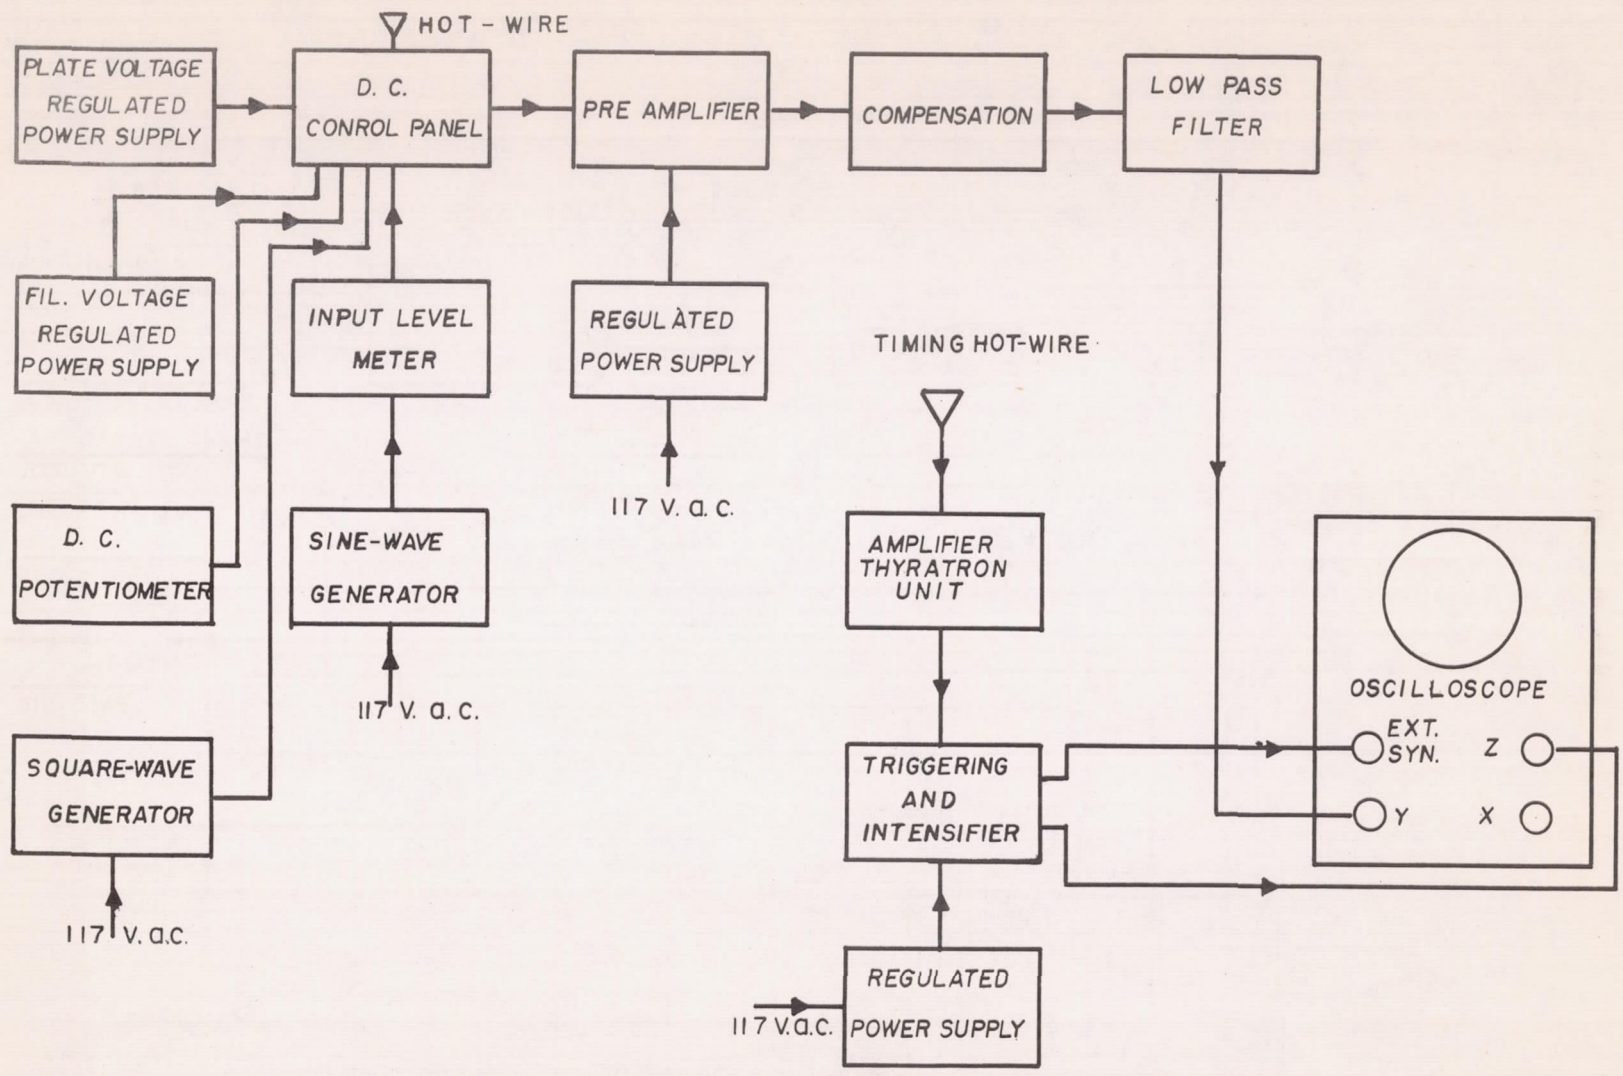 HOT - WIRE
PLATE VOLTAGE
REGULATED
POWER SUPPLY
D. C.
CONROL PANEL
PRE AMPLIFIER
COMPENSATION
LOW PASS
FILTER
FIL. VOLTAGE
REGULATED
POWER SUPPLY
INPUT LEVEL
METER
REGULATED
POWER SUPPLY
TIMING HOT-WIRE
117 V. a. c.
D. C.
POTENTIOMETER
SINE-WAVE
GENERATOR
AMPLIFIER
THYRATRON
UNIT
117 V. a. c.
OSCILLOSCOPE
EXT.
SYN.
Z
Y
X
SQUARE-WAVE
GENERATOR
TRIGGERING
AND
INTENSIFIER
117 V. a.c.
REGULATED
POWER SUPPLY
117 V.a.c.